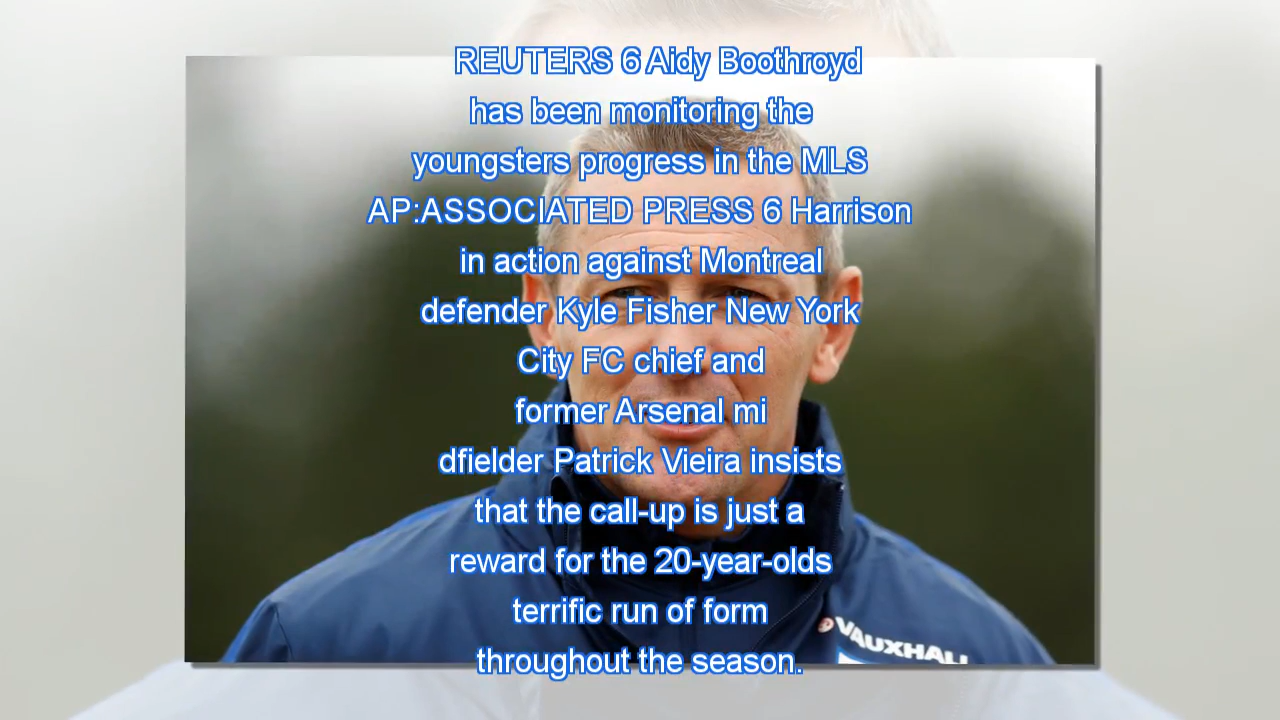 REUTERS 6 Aidy Boothroyd
has been monitoring the
youngsters progress in the MLS
AP:ASSOCIATED PRESS 6 Harrison
in action against Montreal
defender Kyle Fisher New York
City FC chief and
former Arsenal mi
dfielder Patrick Vieira insists
that the call-up is just a
reward for the 20-year-olds
terrific run of form
throughout the season.
VAUXHALL